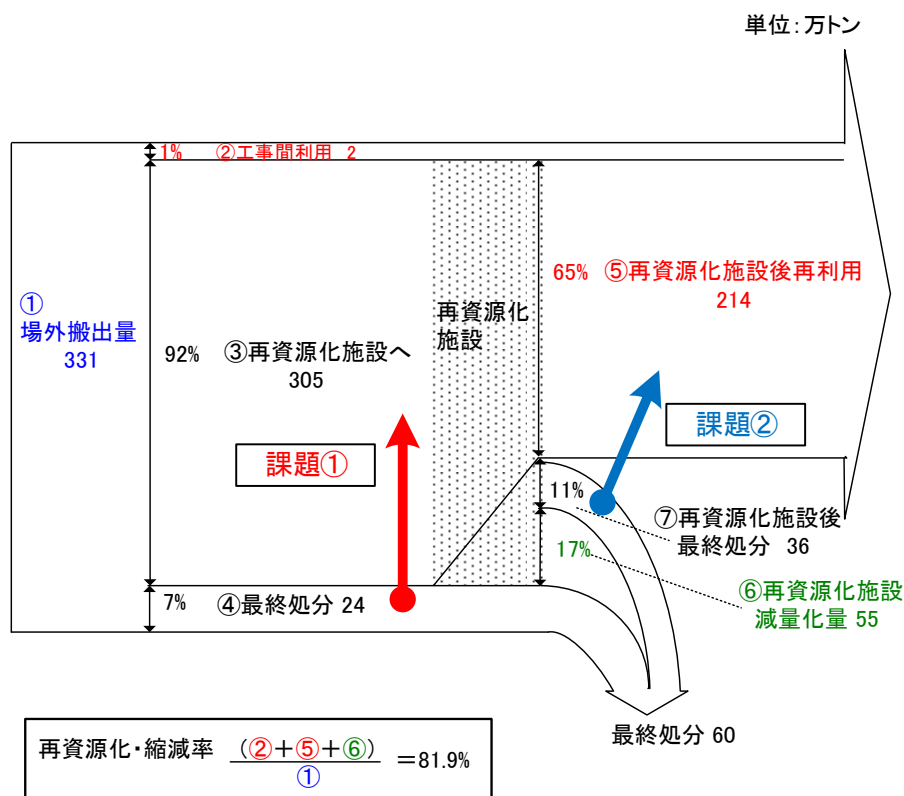 単位：万トン
1% ②工事間利用 2
①
場外搬出量
331
92%
③再資源化施設へ
305
再資源化
施設
65%
⑤再資源化施設後再利用
214
課題①
課題②
11%
⑦再資源化施設後
最終処分 36
17%
⑥再資源化施設
減量化量 55
7%
④最終処分 24
最終処分 60
再資源化・縮減率 (②＋⑤＋⑥) ＝81.9%
①